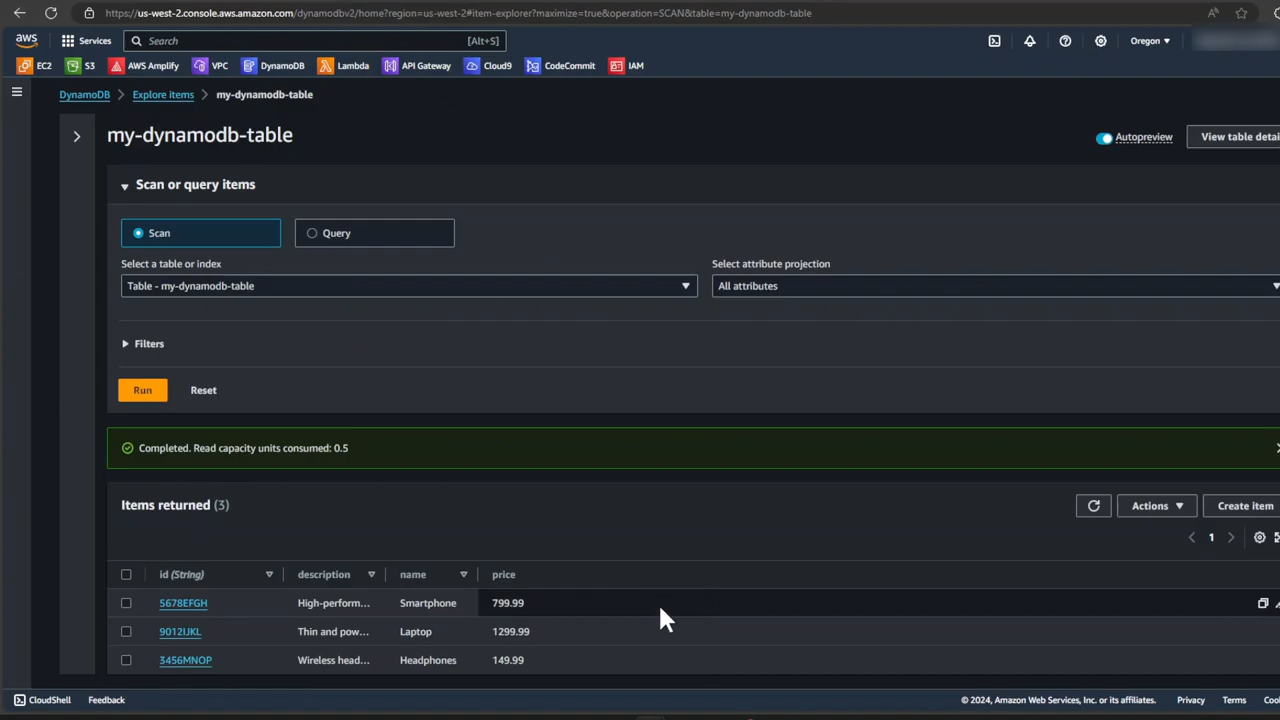 https://us-west-2.console.aws.amazon.com/dynamodbv2/home?region=us-west-2#item-explorer?maximize=true&operation=SCAN&table=my-dynamodb-table
aws Services Search [Alt+S] Oregon
EC2 S3 AWS Amplify VPC DynamoDB Lambda API Gateway Cloud9 CodeCommit IAM
DynamoDB Explore items my-dynamodb-table
my-dynamodb-table
Autopreview View table detai
Scan or query items
Scan Query
Select a table or index Select attribute projection
Table - my-dynamodb-table All attributes
Filters
Run Reset
Completed. Read capacity units consumed: 0.5
Items returned (3) Actions Create item
1
id (String) description name price
5678EFGH High-perform... Smartphone 799.99
9012IJKL Thin and pow... Laptop 1299.99
3456MNOP Wireless head... Headphones 149.99
CloudShell Feedback © 2024, Amazon Web Services, Inc. or its affiliates. Privacy Terms Coo